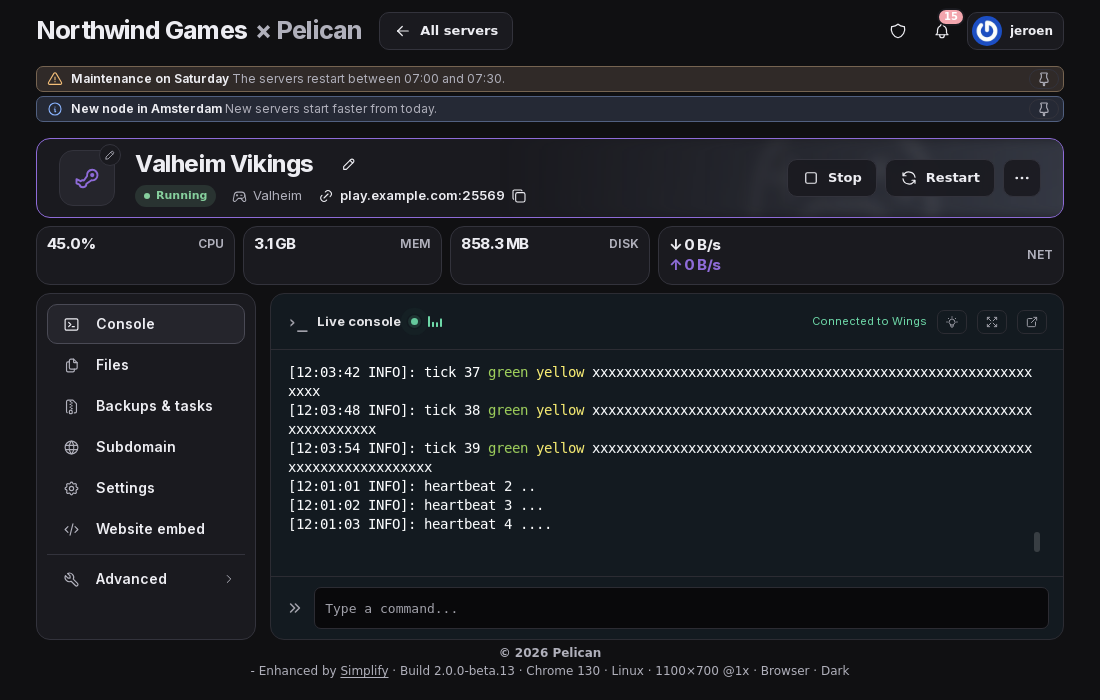 Northwind Games × Pelican
All servers
15
jeroen
Maintenance on Saturday The servers restart between 07:00 and 07:30.
New node in Amsterdam New servers start faster from today.
Valheim Vikings
Running
Valheim
play.example.com:25569
Stop
Restart
45.0%
CPU
3.1 GB
MEM
858.3 MB
DISK
0 B/s
0 B/s
NET
Console
Files
Backups & tasks
Subdomain
Settings
Website embed
Advanced
Live console
Connected to Wings
[12:03:42 INFO]: tick 37 green yellow xxxxxxxxxxxxxxxxxxxxxxxxxxxxxxxxxxxxxxxxxxxxxxxxxxxxxxx
xxxx
[12:03:48 INFO]: tick 38 green yellow xxxxxxxxxxxxxxxxxxxxxxxxxxxxxxxxxxxxxxxxxxxxxxxxxxxxxxx
xxxxxxxxxxx
[12:03:54 INFO]: tick 39 green yellow xxxxxxxxxxxxxxxxxxxxxxxxxxxxxxxxxxxxxxxxxxxxxxxxxxxxxxx
xxxxxxxxxxxxxxxxxx
[12:01:01 INFO]: heartbeat 2 ..
[12:01:02 INFO]: heartbeat 3 ...
[12:01:03 INFO]: heartbeat 4 ....
Type a command...
© 2026 Pelican
- Enhanced by Simplify · Build 2.0.0-beta.13 · Chrome 130 · Linux · 1100×700 @1x · Browser · Dark